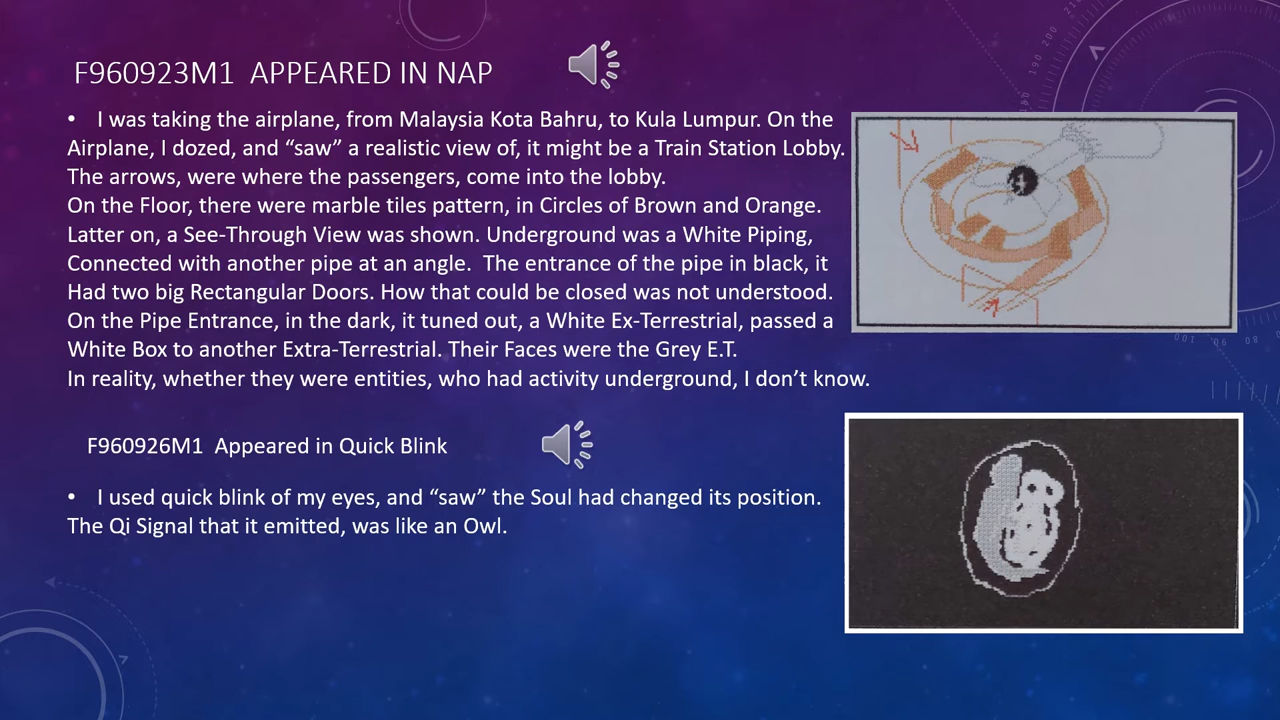 F960923M1 APPEARED IN NAP
• I was taking the airplane, from Malaysia Kota Bahru, to Kula Lumpur. On the
Airplane, I dozed, and “saw” a realistic view of, it might be a Train Station Lobby.
The arrows, were where the passengers, come into the lobby.
On the Floor, there were marble tiles pattern, in Circles of Brown and Orange.
Latter on, a See-Through View was shown. Underground was a White Piping,
Connected with another pipe at an angle. The entrance of the pipe in black, it
Had two big Rectangular Doors. How that could be closed was not understood.
On the Pipe Entrance, in the dark, it tuned out, a White Ex-Terrestrial, passed a
White Box to another Extra-Terrestrial. Their Faces were the Grey E.T.
In reality, whether they were entities, who had activity underground, I don’t know.
F960926M1 Appeared in Quick Blink
• I used quick blink of my eyes, and “saw” the Soul had changed its position.
The Qi Signal that it emitted, was like an Owl.